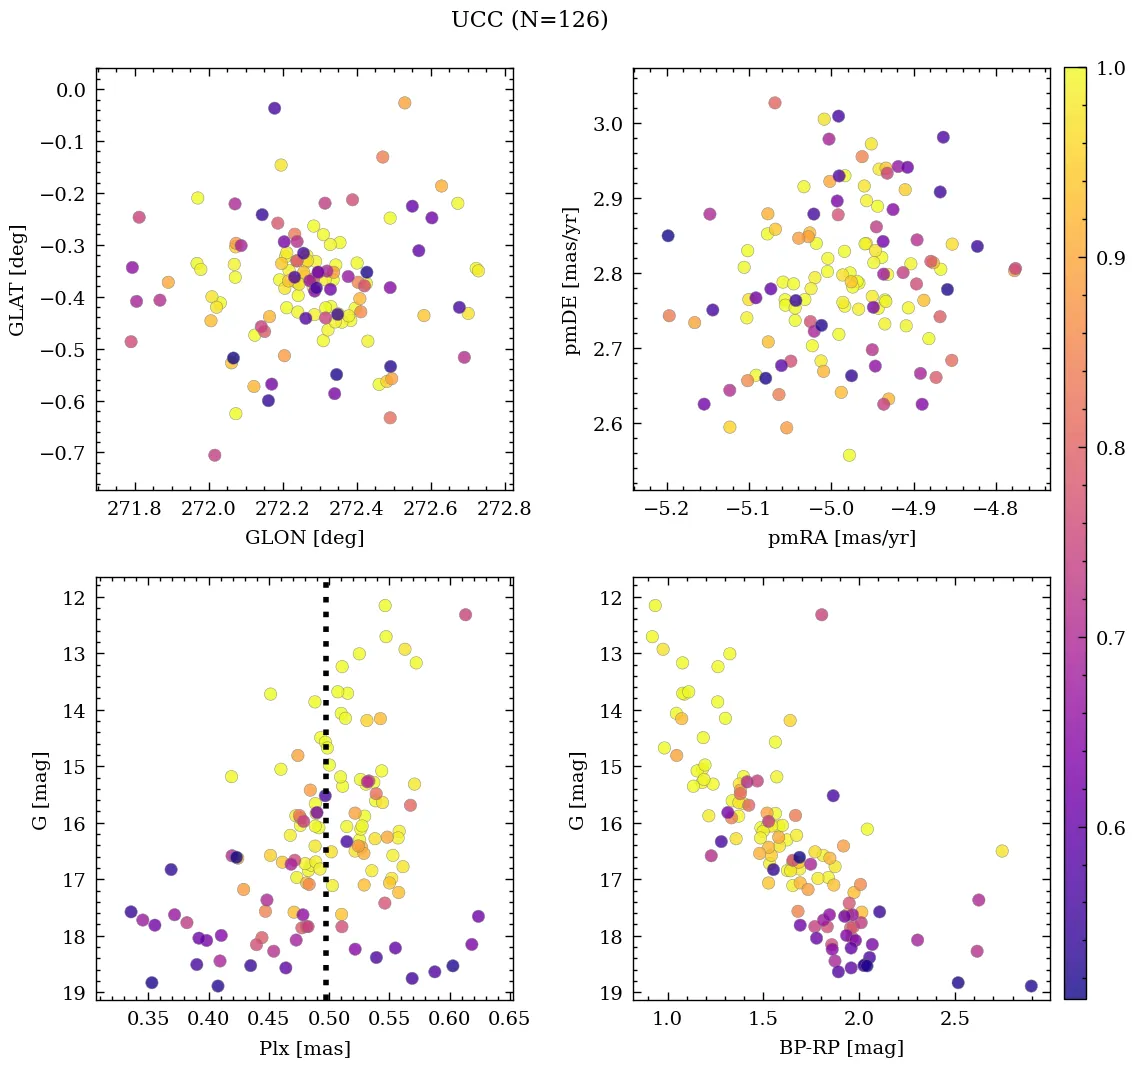 UCC (N=126)
0.0
−0.1
−0.2
−0.3
−0.4
−0.5
−0.6
−0.7
GLAT [deg]
271.8 272.0 272.2 272.4 272.6 272.8
GLON [deg]
3.0
2.9
2.8
2.7
2.6
pmDE [mas/yr]
−5.2 −5.1 −5.0 −4.9 −4.8
pmRA [mas/yr]
1.0
0.9
0.8
0.7
0.6
12
13
14
15
16
17
18
19
G [mag]
0.35 0.40 0.45 0.50 0.55 0.60 0.65
Plx [mas]
12
13
14
15
16
17
18
19
G [mag]
1.0 1.5 2.0 2.5
BP-RP [mag]